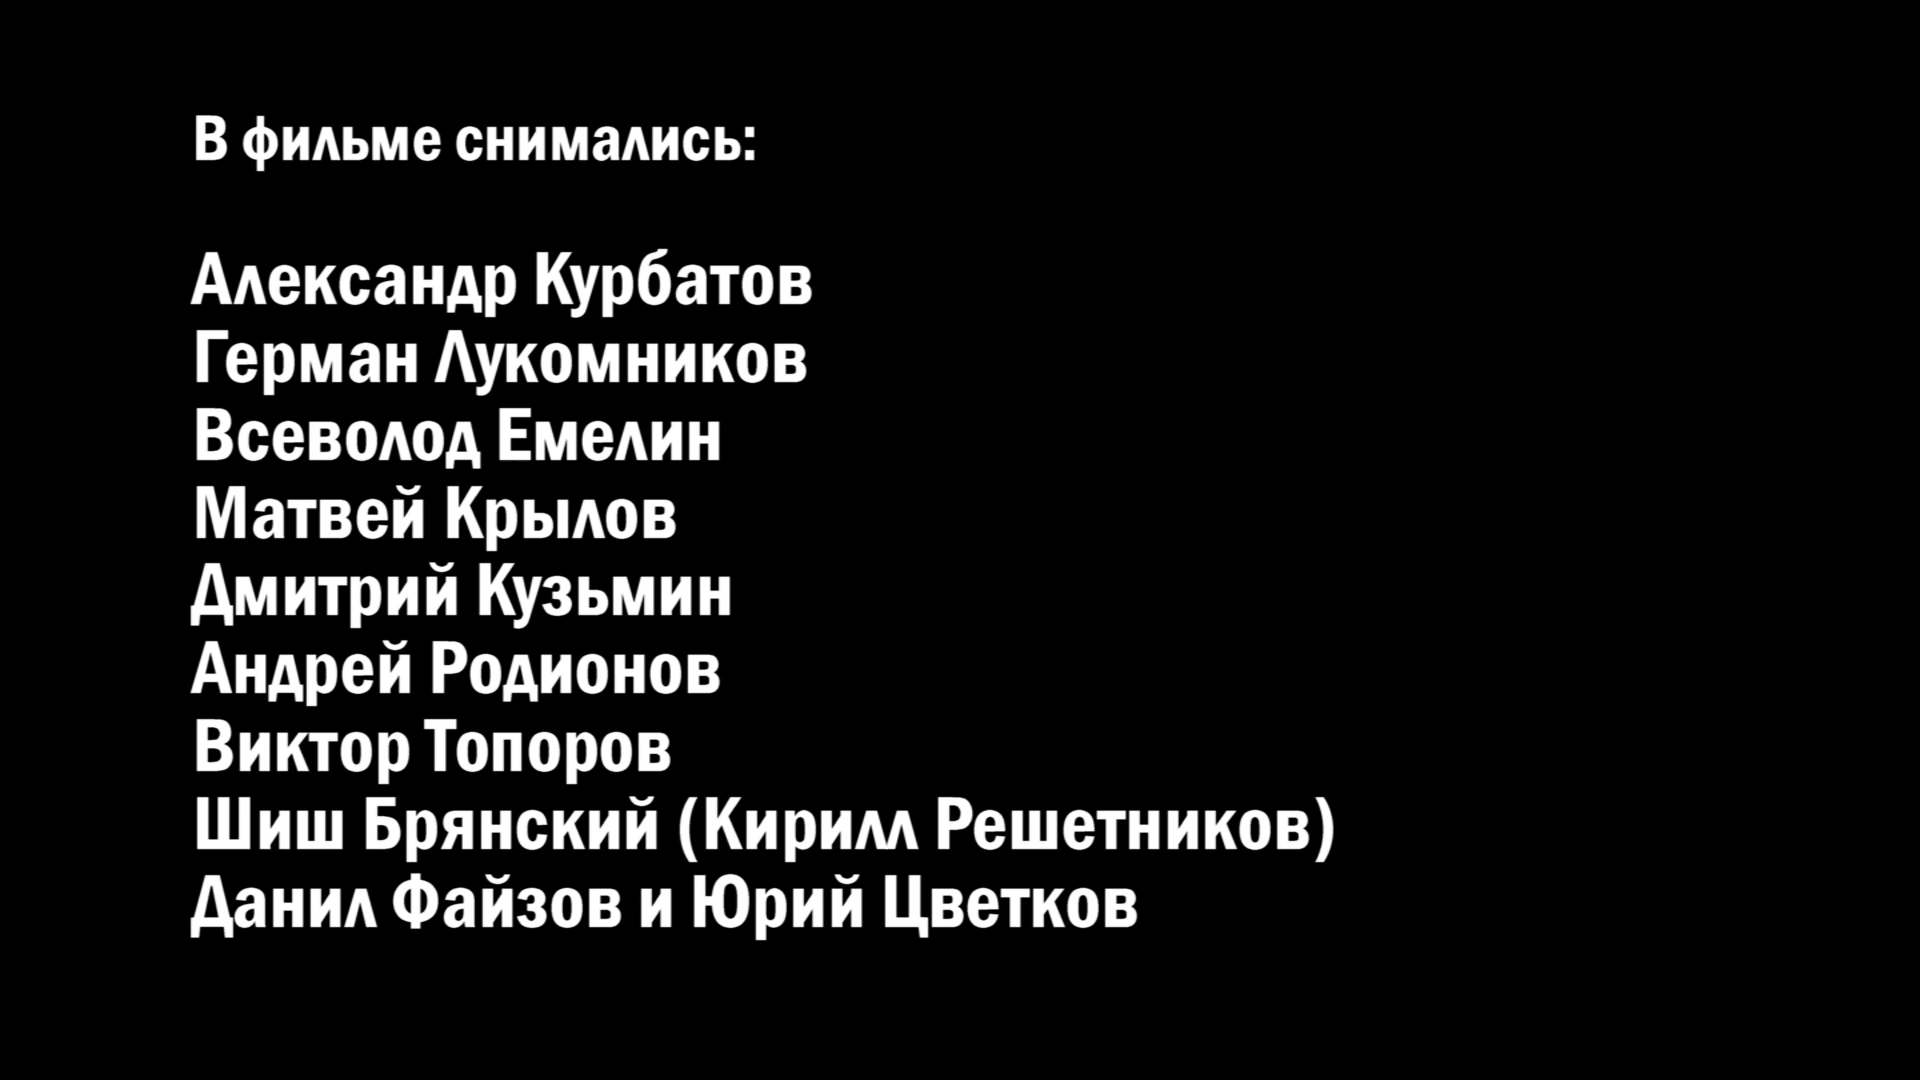 В фильме снимались:
Александр Курбатов
Герман Лукомников
Всеволод Емелин
Матвей Крылов
Дмитрий Кузьмин
Андрей Родионов
Виктор Топоров
Шиш Брянский (Кирилл Решетников)
Данил Файзов и Юрий Цветков